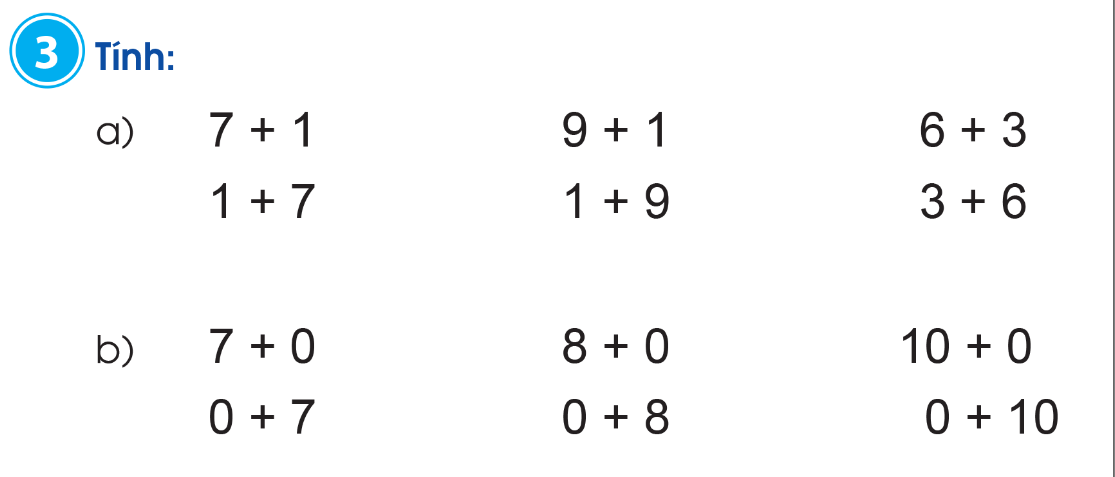 3 Tính:
a) 7 + 1 9 + 1 6 + 3
1 + 7 1 + 9 3 + 6
b) 7 + 0 8 + 0 10 + 0
0 + 7 0 + 8 0 + 10